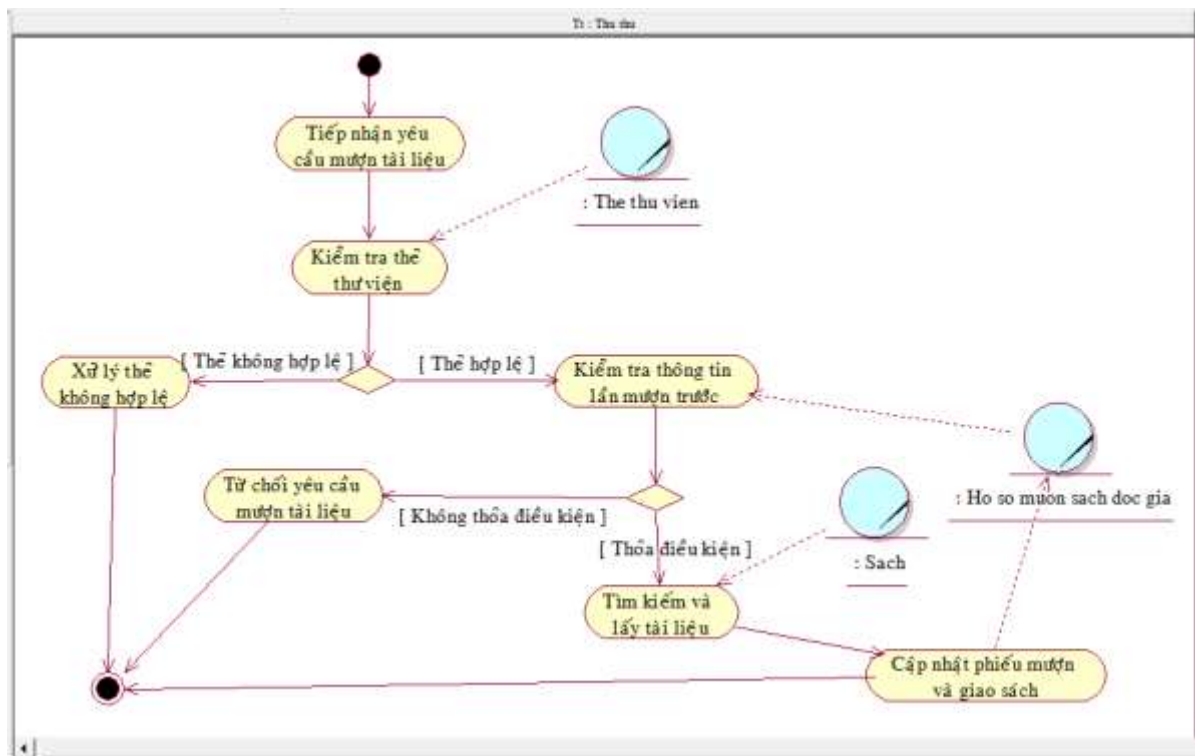 Tt : Thu thu
Tiếp nhận yêu
cầu mượn tài liệu
: The thu vien
Kiểm tra thẻ
thư viện
[ Thẻ không hợp lệ ]
[ Thẻ hợp lệ ]
Xử lý thẻ
không hợp lệ
Kiểm tra thông tin
lần mượn trước
Từ chối yêu cầu
mượn tài liệu
[ Không thỏa điều kiện ]
: Ho so muon sach doc gia
[ Thỏa điều kiện ]
: Sach
Tìm kiếm và
lấy tài liệu
Cập nhật phiếu mượn
và giao sách